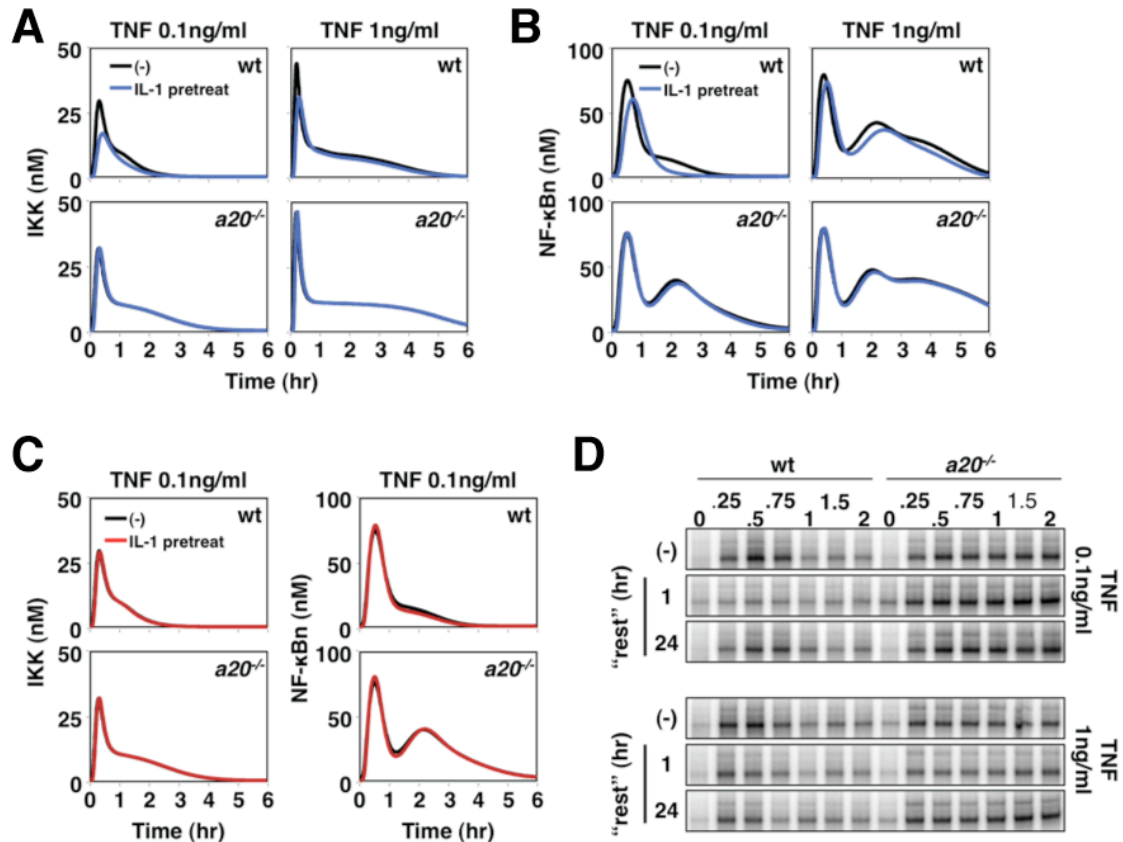 A
TNF 0.1ng/ml TNF 1ng/ml
50
25
0
50
25
0
IKK (nM)
(-)
IL-1 pretreat
wt
wt
a20-/-
a20-/-
0 1 2 3 4 5 6 0 1 2 3 4 5 6
Time (hr)
B
TNF 0.1ng/ml TNF 1ng/ml
100
50
0
100
50
0
NF-κBn (nM)
(-)
IL-1 pretreat
wt
wt
a20-/-
a20-/-
0 1 2 3 4 5 6 0 1 2 3 4 5 6
Time (hr)
C
TNF 0.1ng/ml TNF 0.1ng/ml
50
25
0
50
25
0
IKK (nM)
(-)
IL-1 pretreat
wt
a20-/-
0 1 2 3 4 5 6
Time (hr)
100
50
0
100
50
0
NF-κBn (nM)
wt
a20-/-
0 1 2 3 4 5 6
Time (hr)
D
wt a20-/-
.25 .75 1.5 .25 .75 1.5
0 .5 1 2 0 .5 1 2
(-)
1
24
"rest" (hr)
TNF
0.1ng/ml
(-)
1
24
"rest" (hr)
TNF
1ng/ml